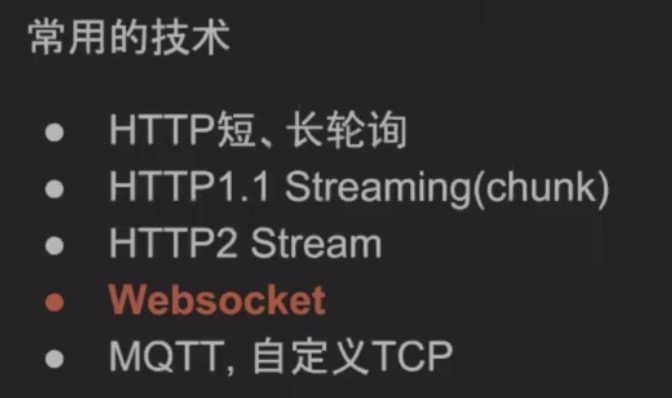 常用的技术
● HTTP短、长轮询
● HTTP1.1 Streaming(chunk)
● HTTP2 Stream
● Websocket
● MQTT, 自定义TCP